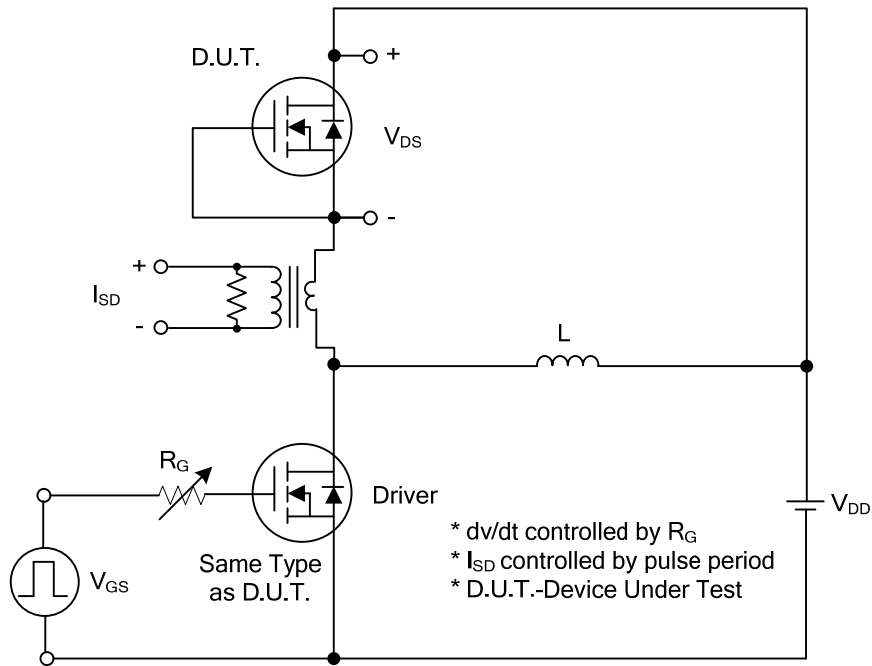 D.U.T.
+
V_DS
-
+
I_SD
-
L
R_G
Driver
V_DD
V_GS
Same Type
as D.U.T.
* dv/dt controlled by R_G
* I_SD controlled by pulse period
* D.U.T.-Device Under Test